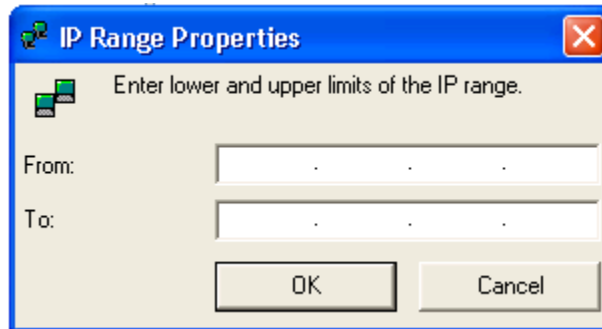 IP Range Properties
Enter lower and upper limits of the IP range.
From: . . .
To: . . .
OK Cancel